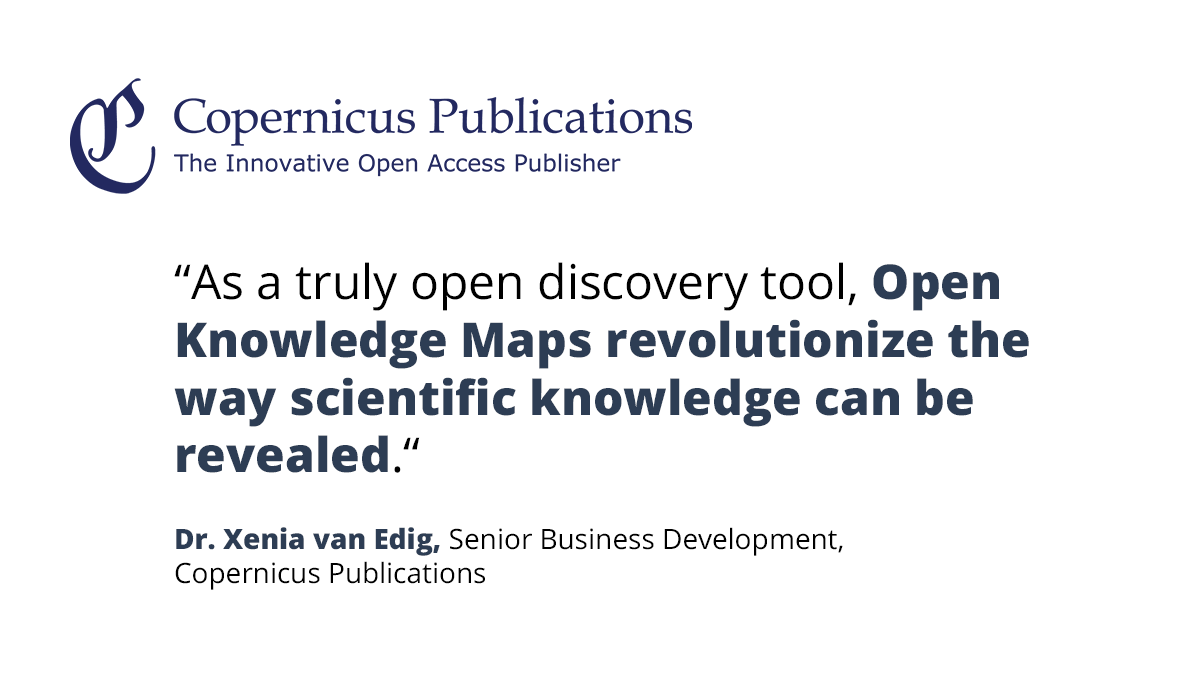 Copernicus Publications
The Innovative Open Access Publisher
“As a truly open discovery tool, Open
Knowledge Maps revolutionize the
way scientific knowledge can be
revealed.“
Dr. Xenia van Edig, Senior Business Development,
Copernicus Publications